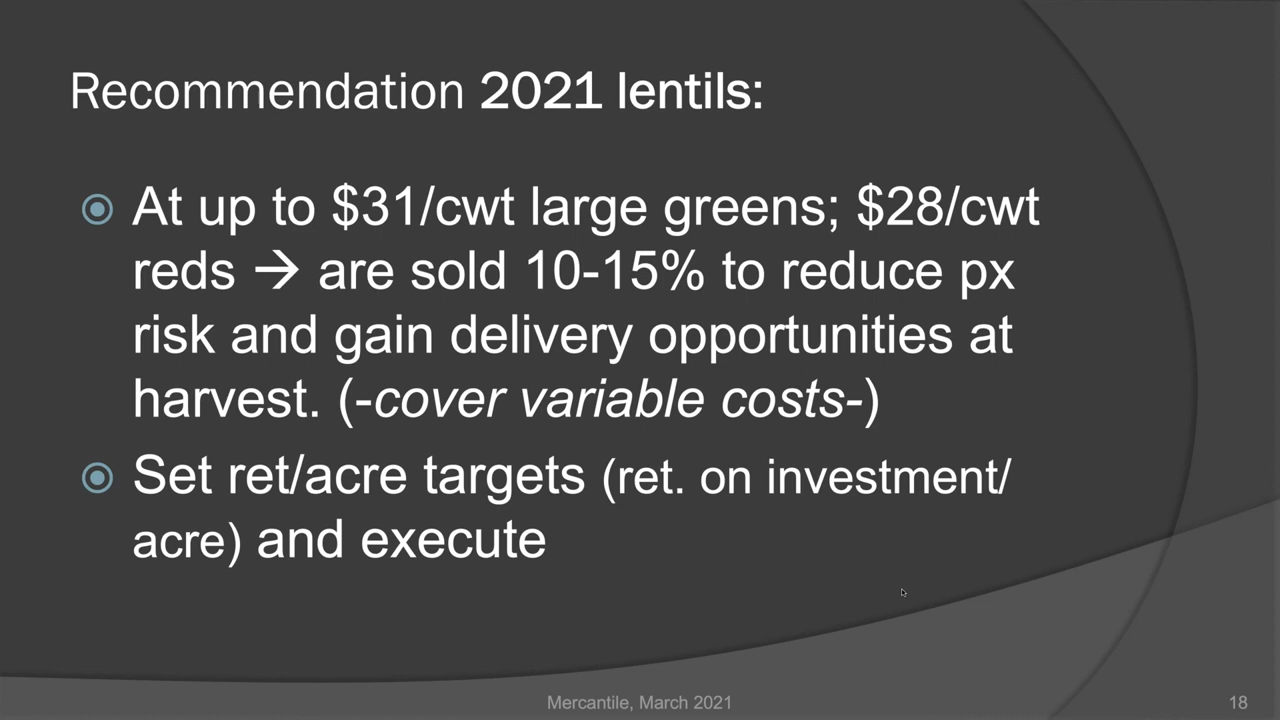 Recommendation 2021 lentils:
At up to $31/cwt large greens; $28/cwt
reds → are sold 10-15% to reduce px
risk and gain delivery opportunities at
harvest. (-cover variable costs-)
Set ret/acre targets (ret. on investment/
acre) and execute
Mercantile, March 2021
18